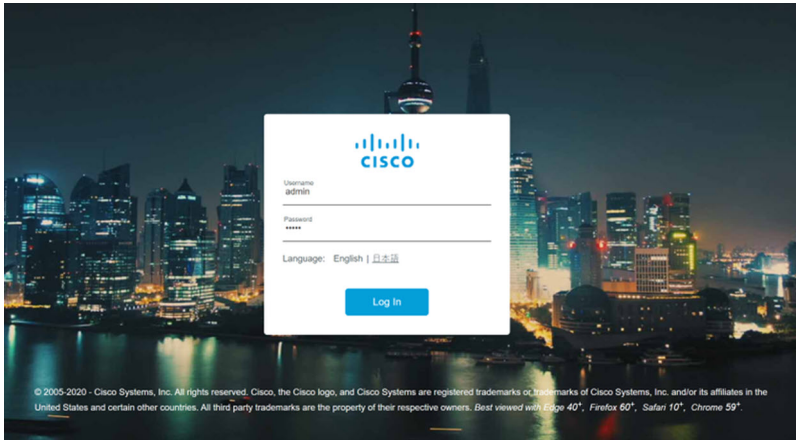 CISCO
Username
admin
Password
•••••
Language: English | 日本語
Log In
© 2005-2020 - Cisco Systems, Inc. All rights reserved. Cisco, the Cisco logo, and Cisco Systems are registered trademarks or trademarks of Cisco Systems, Inc. and/or its affiliates in the
United States and certain other countries. All third party trademarks are the property of their respective owners. Best viewed with Edge 40+, Firefox 60+, Safari 10+, Chrome 59+.